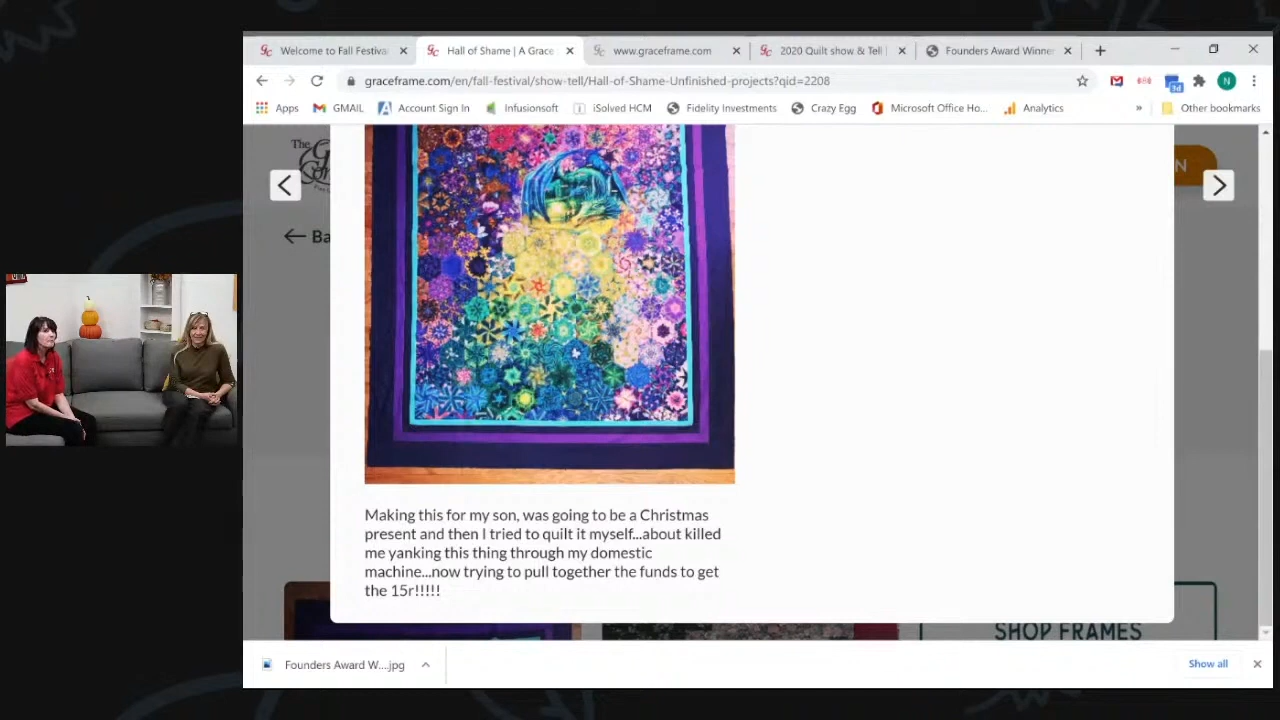 Welcome to Fall Festiva
Hall of Shame | A Grace
www.graceframe.com
2020 Quilt show & Tell
Founders Award Winner
graceframe.com/en/fall-festival/show-tell/Hall-of-Shame-Unfinished-projects?qid=2208
N
Apps
GMAIL
Account Sign In
Infusionsoft
iSolved HCM
Fidelity Investments
Crazy Egg
Microsoft Office Ho...
Analytics
»
Other bookmarks
The
N
Ba
Making this for my son, was going to be a Christmas
present and then I tried to quilt it myself...about killed
me yanking this thing through my domestic
machine...now trying to pull together the funds to get
the 15r!!!!!
SHOP FRAMES
Founders Award W....jpg
Show all